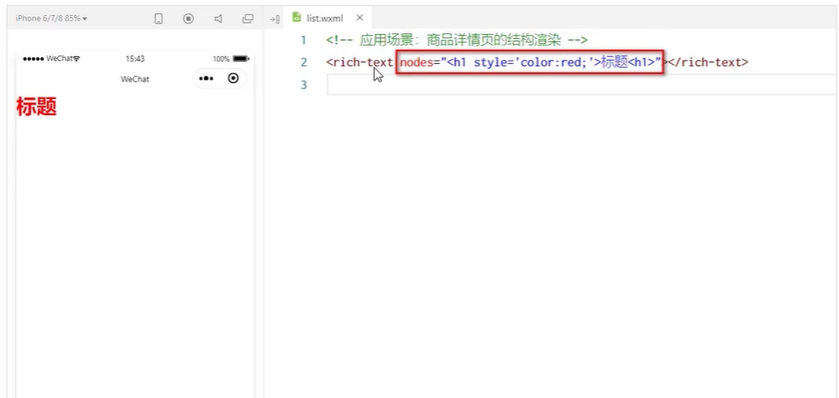 iPhone 6/7/8 85%
list.wxml
WeChat
15:43
100%
WeChat
标题
1
<!-- 应用场景：商品详情页的结构渲染 -->
2
<rich-text nodes="<h1 style='color:red;'>标题<h1>"></rich-text>
3